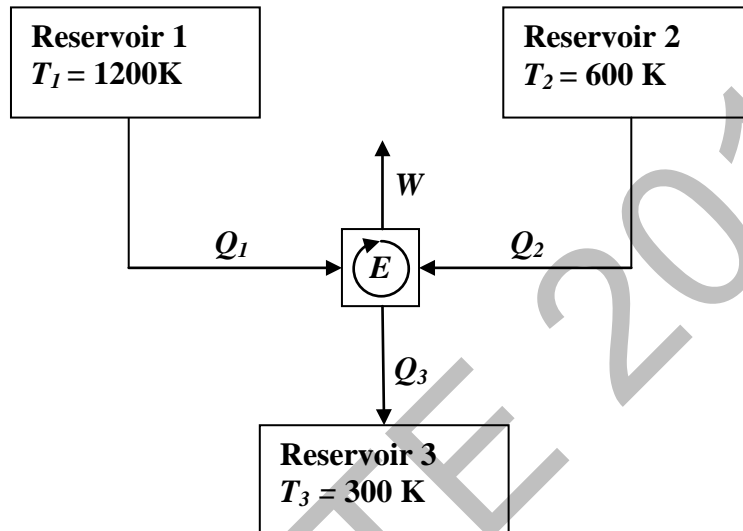 Reservoir 1
T1 = 1200K
Reservoir 2
T2 = 600 K
W
Q1
E
Q2
Q3
Reservoir 3
T3 = 300 K